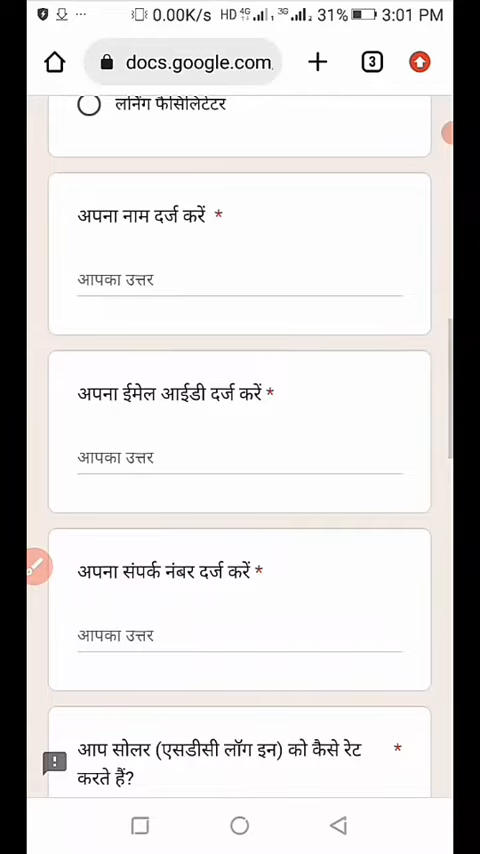 0.00K/s HD 4G 3G 31% 3:01 PM
docs.google.com 3
लर्निंग फैसिलिटेटर
अपना नाम दर्ज करें *
आपका उत्तर
अपना ईमेल आईडी दर्ज करें *
आपका उत्तर
अपना संपर्क नंबर दर्ज करें *
आपका उत्तर
आप सोलर (एसडीसी लॉग इन) को कैसे रेट *
करते हैं?